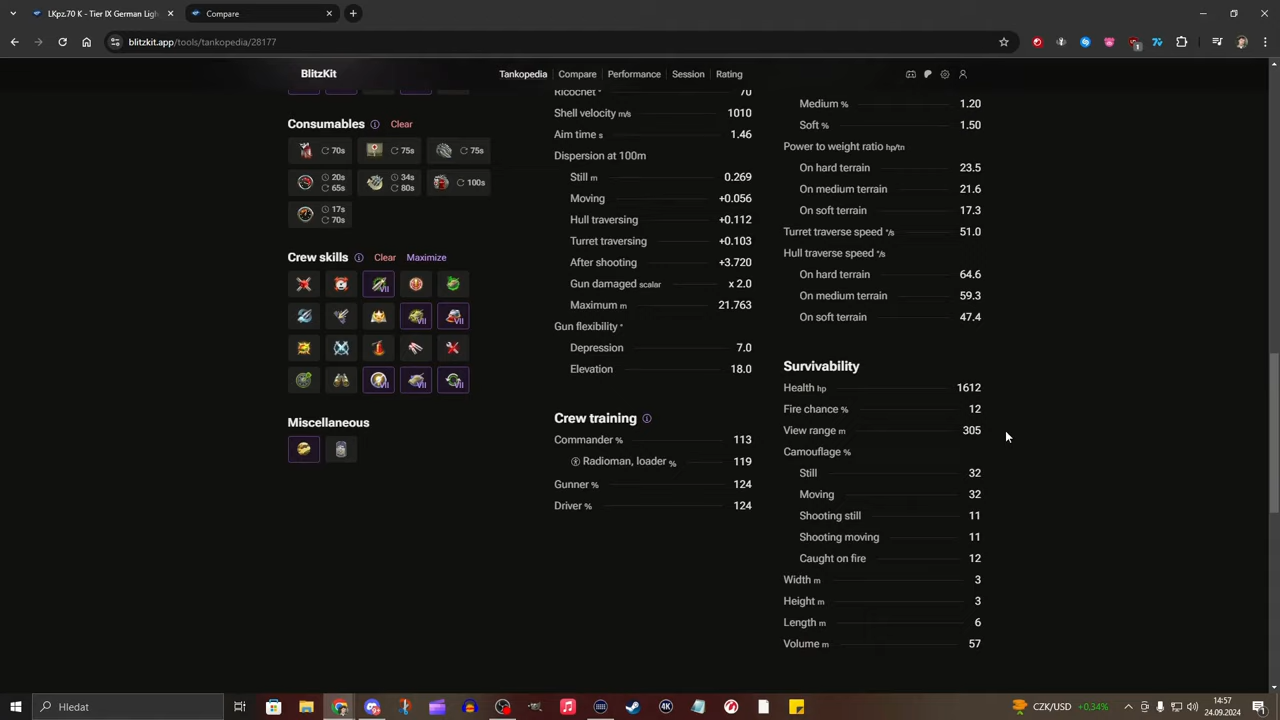 LKpz.70 K - Tier IX German Ligh
Compare
blitzkit.app/tools/tankopedia/28177
BlitzKit
Tankopedia
Compare
Performance
Session
Rating
Consumables Clear
70s
75s
75s
20s
65s
34s
80s
100s
17s
70s
Crew skills Clear Maximize
VII
VII
VII
VII
VII
VII
Miscellaneous
Ricochet ° 70
Shell velocity m/s 1010
Aim time s 1.46
Dispersion at 100m
Still m 0.269
Moving +0.056
Hull traversing +0.112
Turret traversing +0.103
After shooting +3.720
Gun damaged scalar x 2.0
Maximum m 21.763
Gun flexibility °
Depression 7.0
Elevation 18.0
Crew training
Commander % 113
Radioman, loader % 119
Gunner % 124
Driver % 124
Medium % 1.20
Soft % 1.50
Power to weight ratio hp/tn
On hard terrain 23.5
On medium terrain 21.6
On soft terrain 17.3
Turret traverse speed °/s 51.0
Hull traverse speed °/s
On hard terrain 64.6
On medium terrain 59.3
On soft terrain 47.4
Survivability
Health hp 1612
Fire chance % 12
View range m 305
Camouflage %
Still 32
Moving 32
Shooting still 11
Shooting moving 11
Caught on fire 12
Width m 3
Height m 3
Length m 6
Volume m 57
Hledat
CZK/USD +0,34%
14:57
24.09.2024